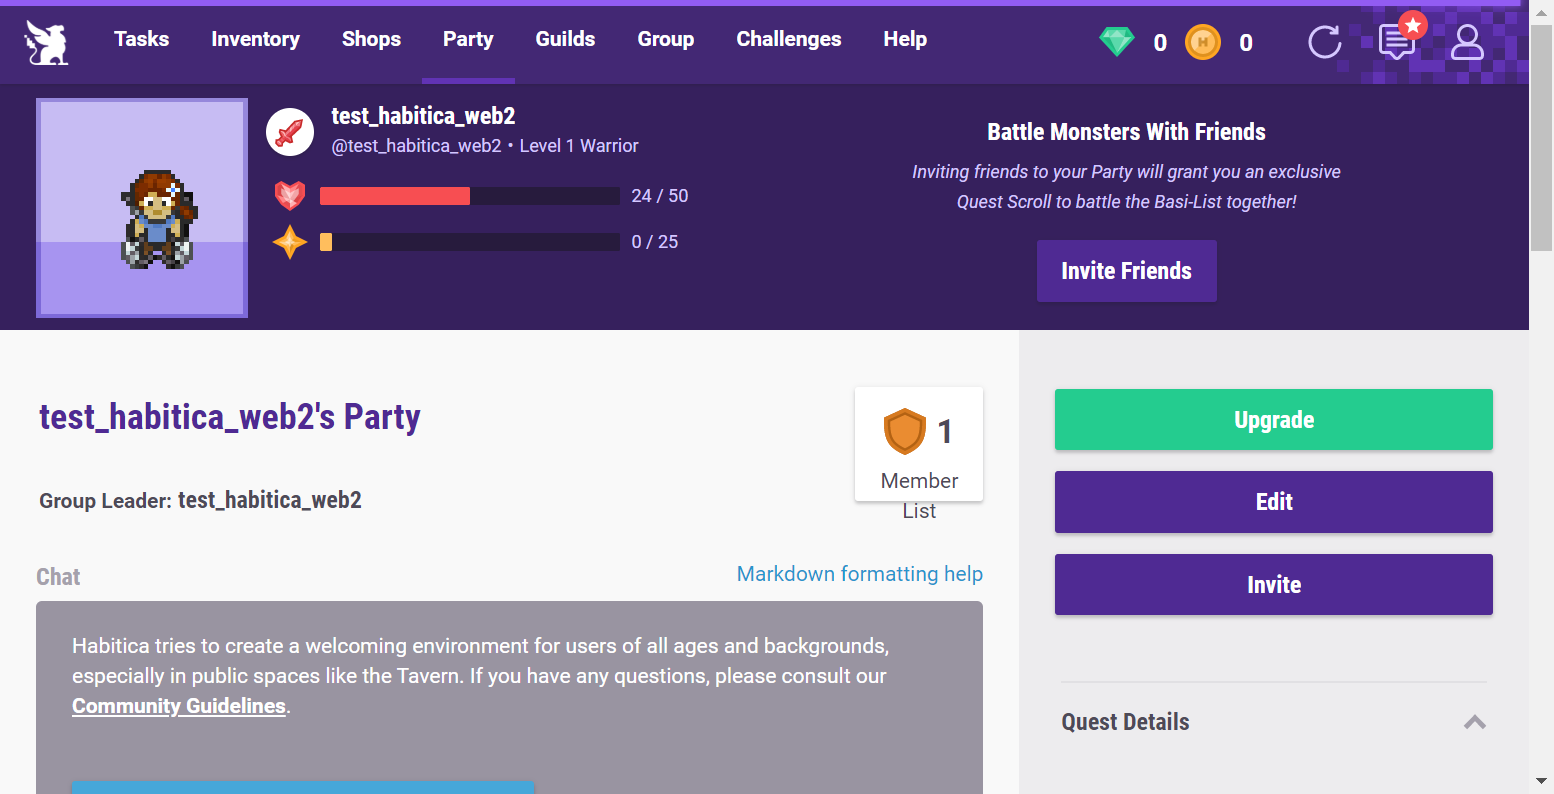 Tasks Inventory Shops Party Guilds Group Challenges Help 0 H 0
test_habitica_web2
@test_habitica_web2 • Level 1 Warrior
24 / 50
0 / 25
Battle Monsters With Friends
Inviting friends to your Party will grant you an exclusive
Quest Scroll to battle the Basi-List together!
Invite Friends
test_habitica_web2's Party
1
Member
List
Group Leader: test_habitica_web2
Chat
Markdown formatting help
Habitica tries to create a welcoming environment for users of all ages and backgrounds,
especially in public spaces like the Tavern. If you have any questions, please consult our
Community Guidelines.
Upgrade
Edit
Invite
Quest Details